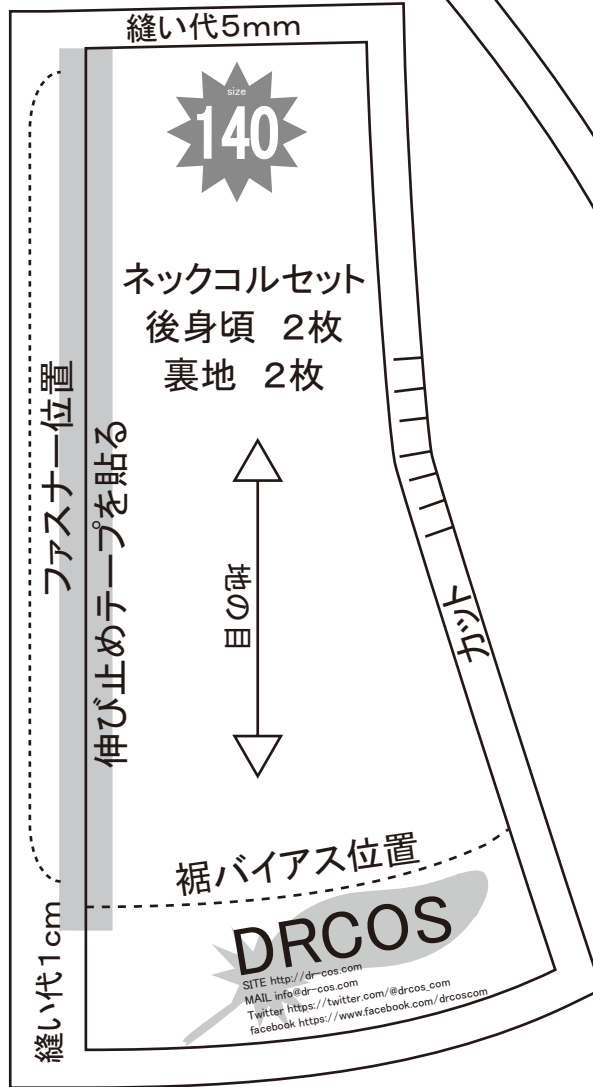 縫い代5mm
size
140
ネックコルセット
後身頃 2枚
裏地 2枚
ファスナー位置
伸び止めテープを貼る
地の目
カット
裾バイアス位置
縫い代1cm
DRCOS
SITE http://dr-cos.com
MAIL info@dr-cos.com
Twitter https://twitter.com/@drcos_com
facebook https://www.facebook.com/drcoscom